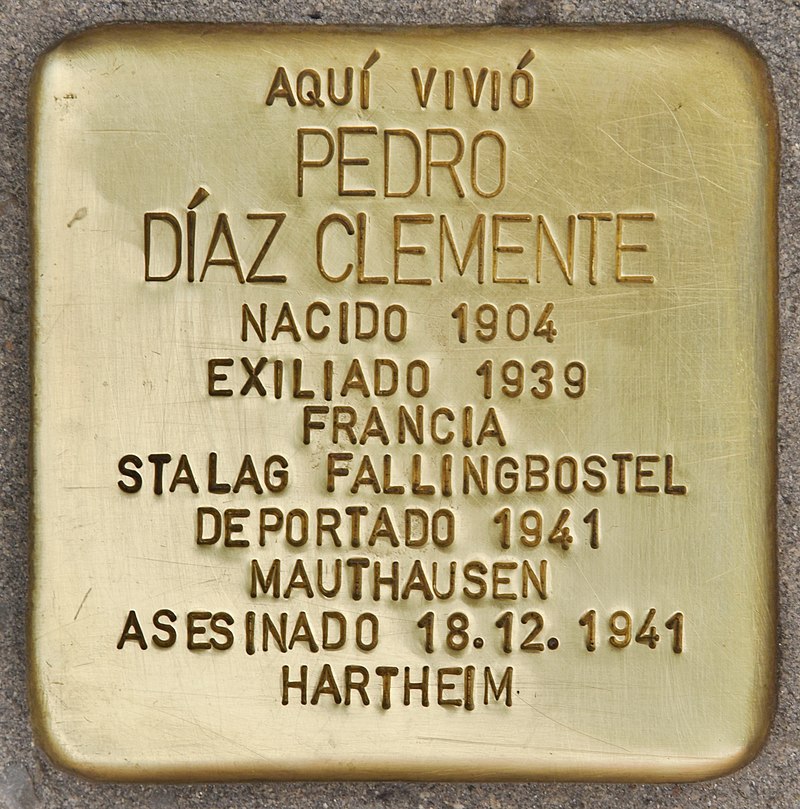 AQUÍ VIVIÓ
PEDRO
DÍAZ CLEMENTE
NACIDO 1904
EXILIADO 1939
FRANCIA
STALAG FALLINGBOSTEL
DEPORTADO 1941
MAUTHAUSEN
ASESINADO 18.12.1941
HARTHEIM